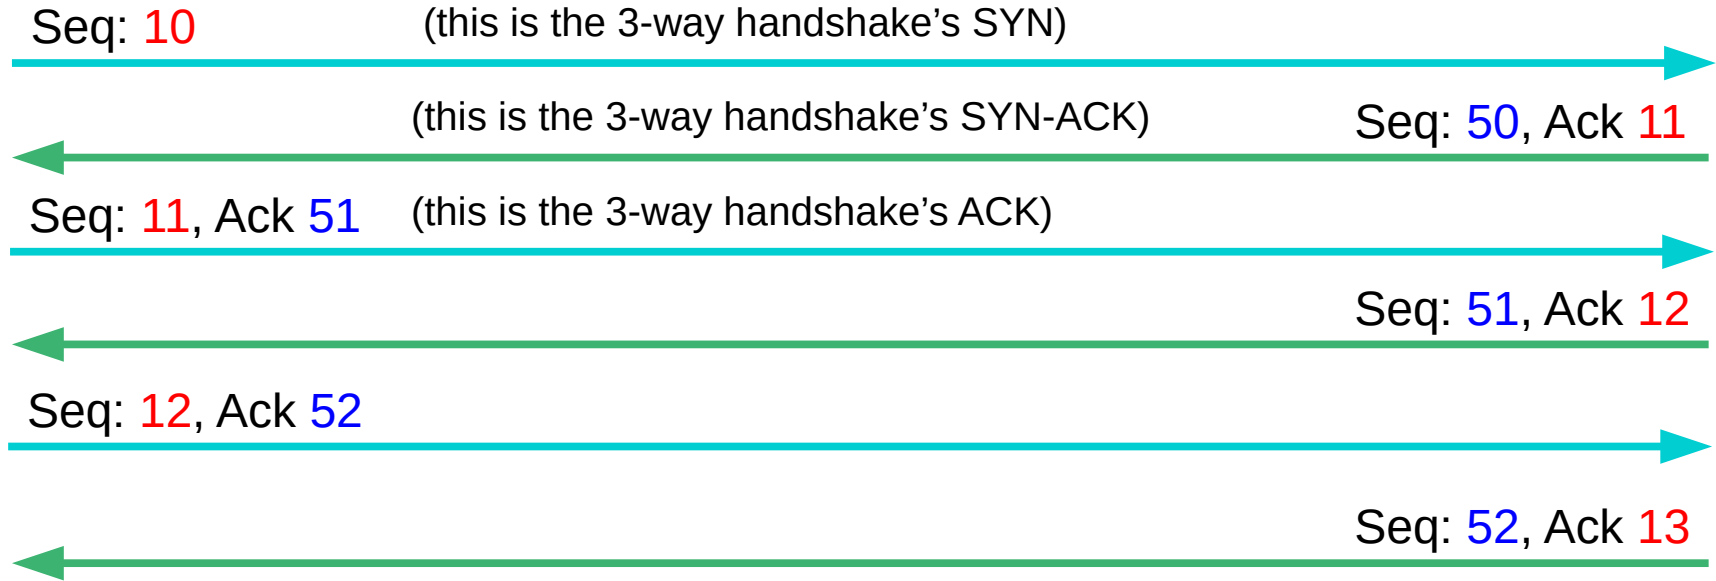 Seq: 10 (this is the 3-way handshake’s SYN)
(this is the 3-way handshake’s SYN-ACK) Seq: 50, Ack 11
Seq: 11, Ack 51 (this is the 3-way handshake’s ACK)
Seq: 51, Ack 12
Seq: 12, Ack 52
Seq: 52, Ack 13